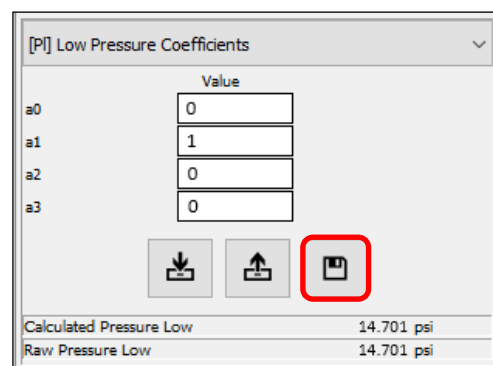 [Pl] Low Pressure Coefficients
Value
a0 0
a1 1
a2 0
a3 0
Calculated Pressure Low 14.701 psi
Raw Pressure Low 14.701 psi